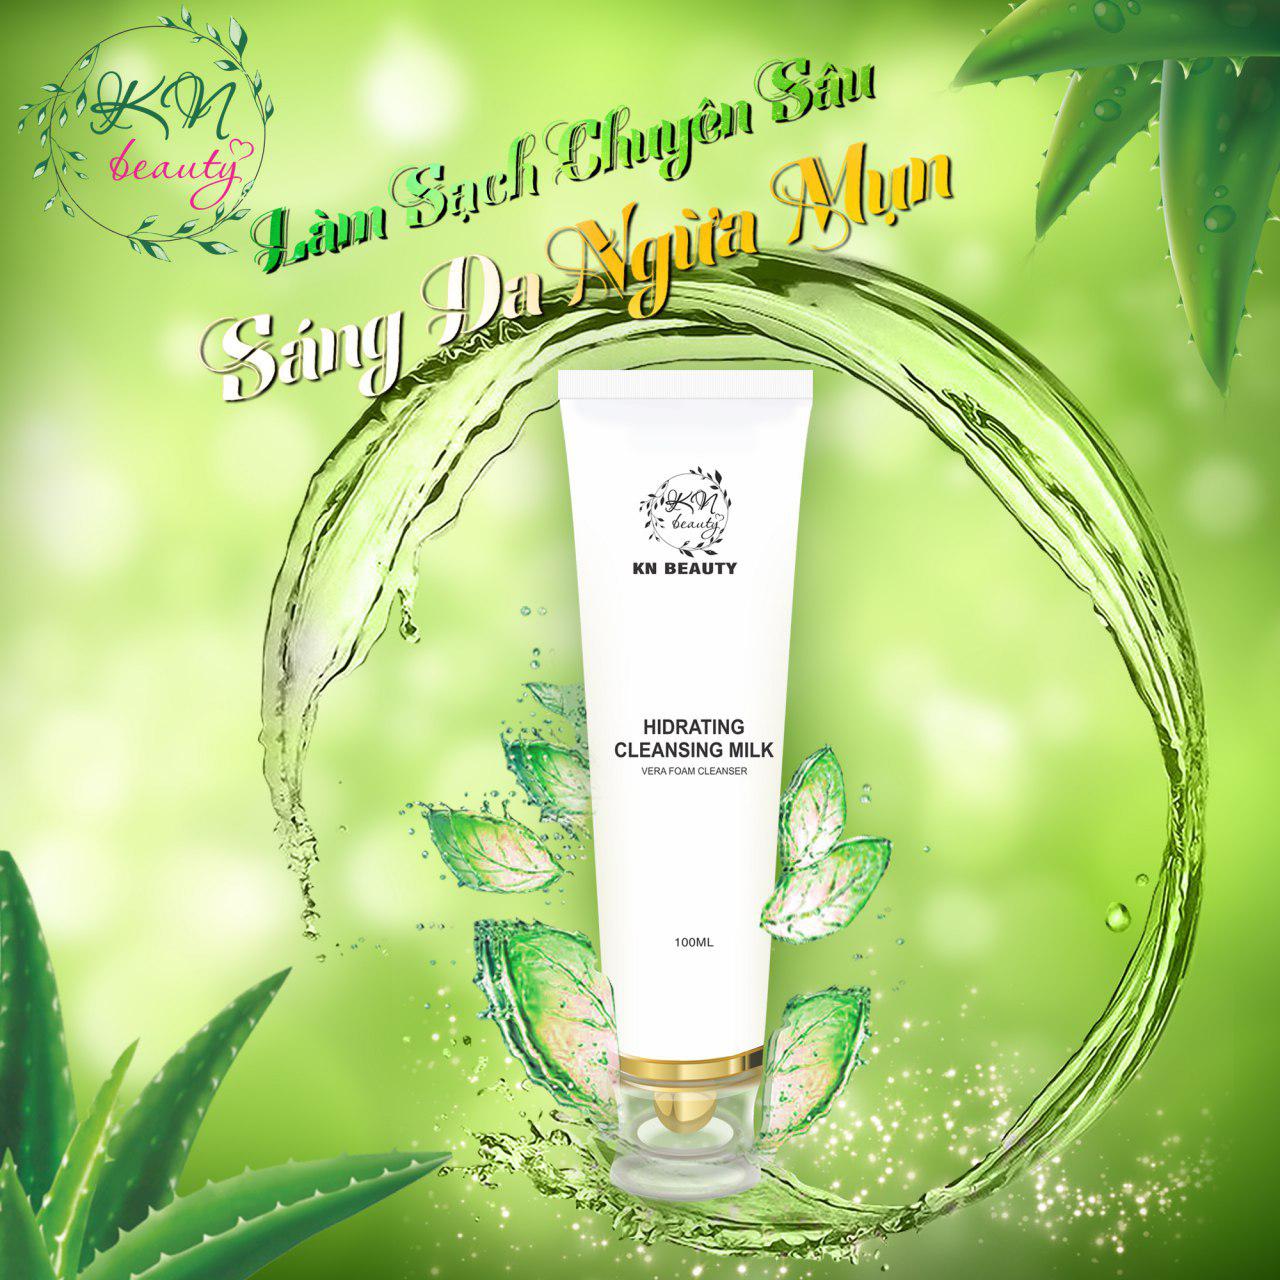 KN
beauty
Làm Sạch Chuyên Sâu
Sáng Da Ngừa Mụn
KN
beauty
KN BEAUTY
HIDRATING
CLEANSING MILK
VERA FOAM CLEANSER
100ML